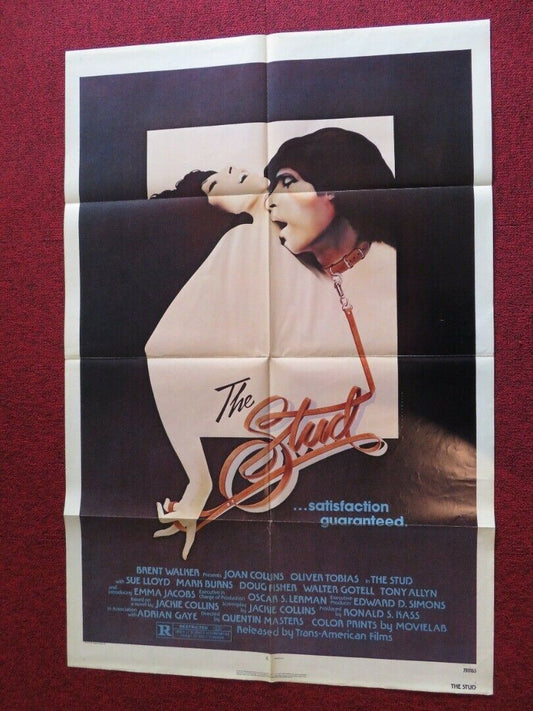 The
Stud
...satisfaction
guaranteed.
BRENT WALKER Presents JOAN COLLINS OLIVER TOBIAS in THE STUD
with SUE LLOYD MARK BURNS DOUG FISHER WALTER GOTELL TONY ALLYN
and introducing EMMA JACOBS Executive in Charge of Production OSCAR S. LERMAN Executive Producer EDWARD D. SIMONS
Based on a novel by JACKIE COLLINS Screenplay by JACKIE COLLINS Produced by RONALD S. KASS
In Association with ADRIAN GAYE Directed by QUENTIN MASTERS COLOR PRINTS BY MOVIELAB
R RESTRICTED
Released by Trans-American Films
THE STUD